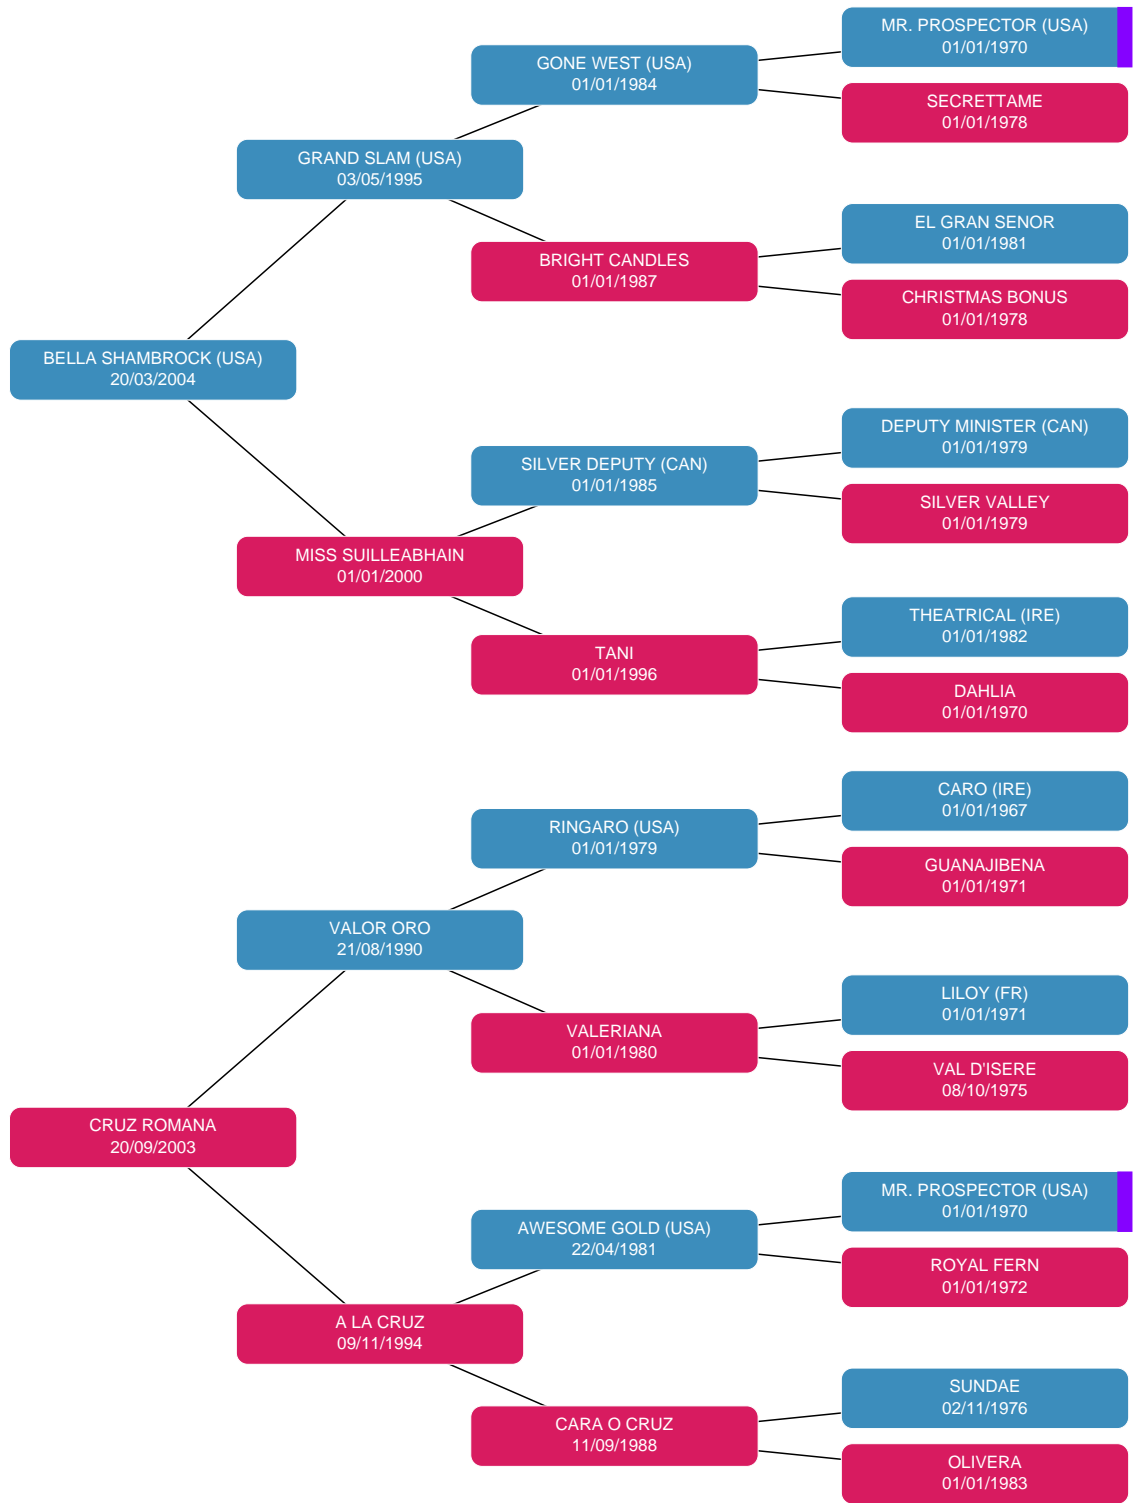 MR. PROSPECTOR (USA)
01/01/1970
GONE WEST (USA)
01/01/1984
SECRETTAME
01/01/1978
GRAND SLAM (USA)
03/05/1995
EL GRAN SENOR
01/01/1981
BRIGHT CANDLES
01/01/1987
CHRISTMAS BONUS
01/01/1978
BELLA SHAMBROCK (USA)
20/03/2004
DEPUTY MINISTER (CAN)
01/01/1979
SILVER DEPUTY (CAN)
01/01/1985
SILVER VALLEY
01/01/1979
MISS SUILLEABHAIN
01/01/2000
THEATRICAL (IRE)
01/01/1982
TANI
01/01/1996
DAHLIA
01/01/1970
CARO (IRE)
01/01/1967
RINGARO (USA)
01/01/1979
GUANAJIBENA
01/01/1971
VALOR ORO
21/08/1990
LILOY (FR)
01/01/1971
VALERIANA
01/01/1980
VAL D'ISERE
08/10/1975
CRUZ ROMANA
20/09/2003
MR. PROSPECTOR (USA)
01/01/1970
AWESOME GOLD (USA)
22/04/1981
ROYAL FERN
01/01/1972
A LA CRUZ
09/11/1994
SUNDAE
02/11/1976
CARA O CRUZ
11/09/1988
OLIVERA
01/01/1983